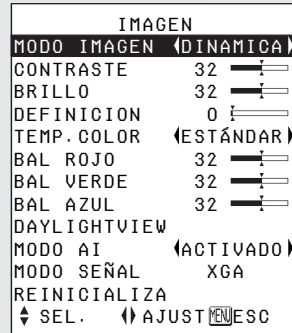 IMAGEN
MODO IMAGEN DINAMICA
CONTRASTE 32
BRILLO 32
DEFINICION 0
TEMP.COLOR ESTÁNDAR
BAL ROJO 32
BAL VERDE 32
BAL AZUL 32
DAYLIGHTVIEW
MODO AI ACTIVADO
MODO SEÑAL XGA
REINICIALIZA
SEL. AJUST MENU ESC